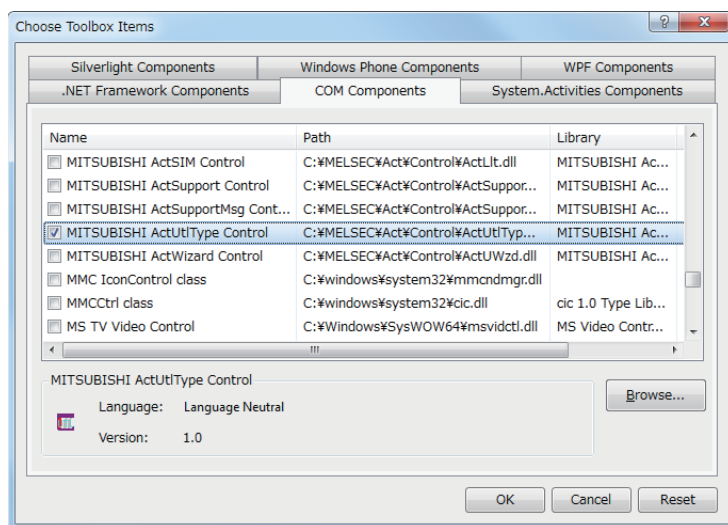 Choose Toolbox Items
Silverlight Components Windows Phone Components WPF Components
.NET Framework Components COM Components System.Activities Components
Name Path Library
MITSUBISHI ActSIM Control C:¥MELSEC¥Act¥Control¥ActLlt.dll MITSUBISHI Ac...
MITSUBISHI ActSupport Control C:¥MELSEC¥Act¥Control¥ActSuppor... MITSUBISHI Ac...
MITSUBISHI ActSupportMsg Cont... C:¥MELSEC¥Act¥Control¥ActSuppor... MITSUBISHI Ac...
MITSUBISHI ActUtlType Control C:¥MELSEC¥Act¥Control¥ActUtlTyp... MITSUBISHI Ac...
MITSUBISHI ActWizard Control C:¥MELSEC¥Act¥Control¥ActUWzd.dll MITSUBISHI Ac...
MMC IconControl class C:¥windows¥system32¥mmcndmgr.dll
MMCCtrl class C:¥windows¥system32¥cic.dll cic 1.0 Type Lib...
MS TV Video Control C:¥Windows¥SysWOW64¥msvidctl.dll MS Video Contr...
MITSUBISHI ActUtlType Control
Browse...
Language: Language Neutral
Version: 1.0
OK Cancel Reset